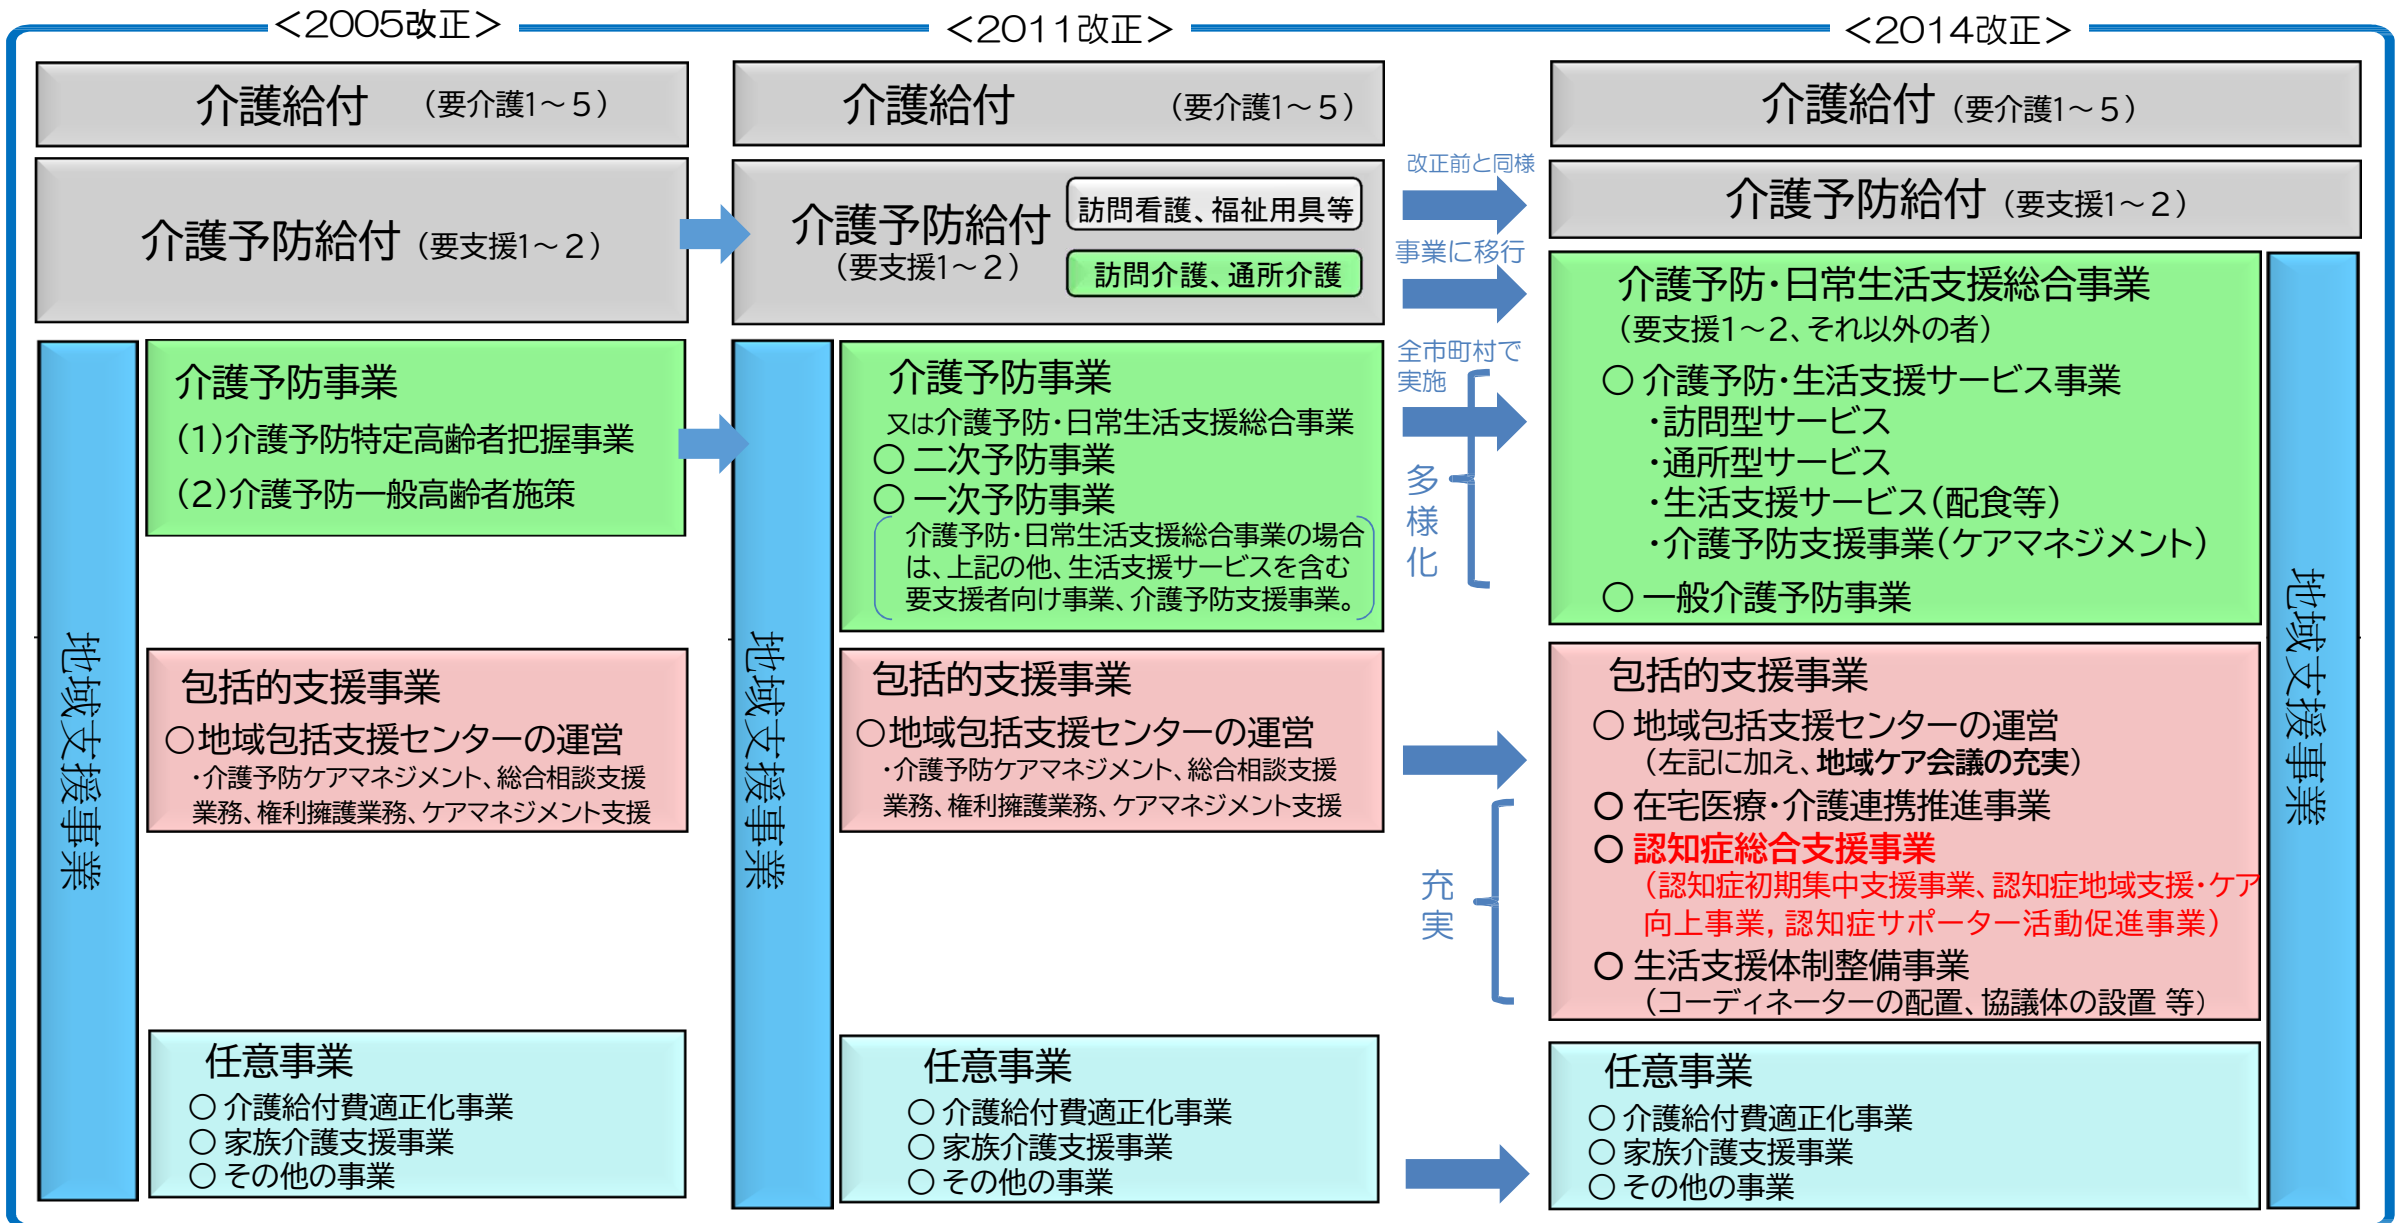 ＜2005改正＞
介護給付 （要介護1～5）
介護予防給付（要支援1～2）
地域支援事業
介護予防事業
（1）介護予防特定高齢者把握事業
（2）介護予防一般高齢者施策
包括的支援事業
○地域包括支援センターの運営
・介護予防ケアマネジメント、総合相談支援
業務、権利擁護業務、ケアマネジメント支援
任意事業
○ 介護給付費適正化事業
○ 家族介護支援事業
○ その他の事業
＜2011改正＞
介護給付 （要介護1～5）
介護予防給付
（要支援1～2）
訪問看護、福祉用具等
訪問介護、通所介護
地域支援事業
介護予防事業
又は介護予防・日常生活支援総合事業
○ 二次予防事業
○ 一次予防事業
介護予防・日常生活支援総合事業の場合
は、上記の他、生活支援サービスを含む
要支援者向け事業、介護予防支援事業。
包括的支援事業
○地域包括支援センターの運営
・介護予防ケアマネジメント、総合相談支援
業務、権利擁護業務、ケアマネジメント支援
任意事業
○ 介護給付費適正化事業
○ 家族介護支援事業
○ その他の事業
改正前と同様
事業に移行
全市町村で
実施
多様化
充実
＜2014改正＞
介護給付（要介護1～5）
介護予防給付（要支援1～2）
介護予防・日常生活支援総合事業
（要支援1～2、それ以外の者）
○ 介護予防・生活支援サービス事業
・訪問型サービス
・通所型サービス
・生活支援サービス（配食等）
・介護予防支援事業（ケアマネジメント）
○ 一般介護予防事業
包括的支援事業
○ 地域包括支援センターの運営
（左記に加え、地域ケア会議の充実）
○ 在宅医療・介護連携推進事業
○ 認知症総合支援事業
（認知症初期集中支援事業、認知症地域支援・ケア
向上事業，認知症サポーター活動促進事業）
○ 生活支援体制整備事業
（コーディネーターの配置、協議体の設置 等）
任意事業
○ 介護給付費適正化事業
○ 家族介護支援事業
○ その他の事業
地域支援事業